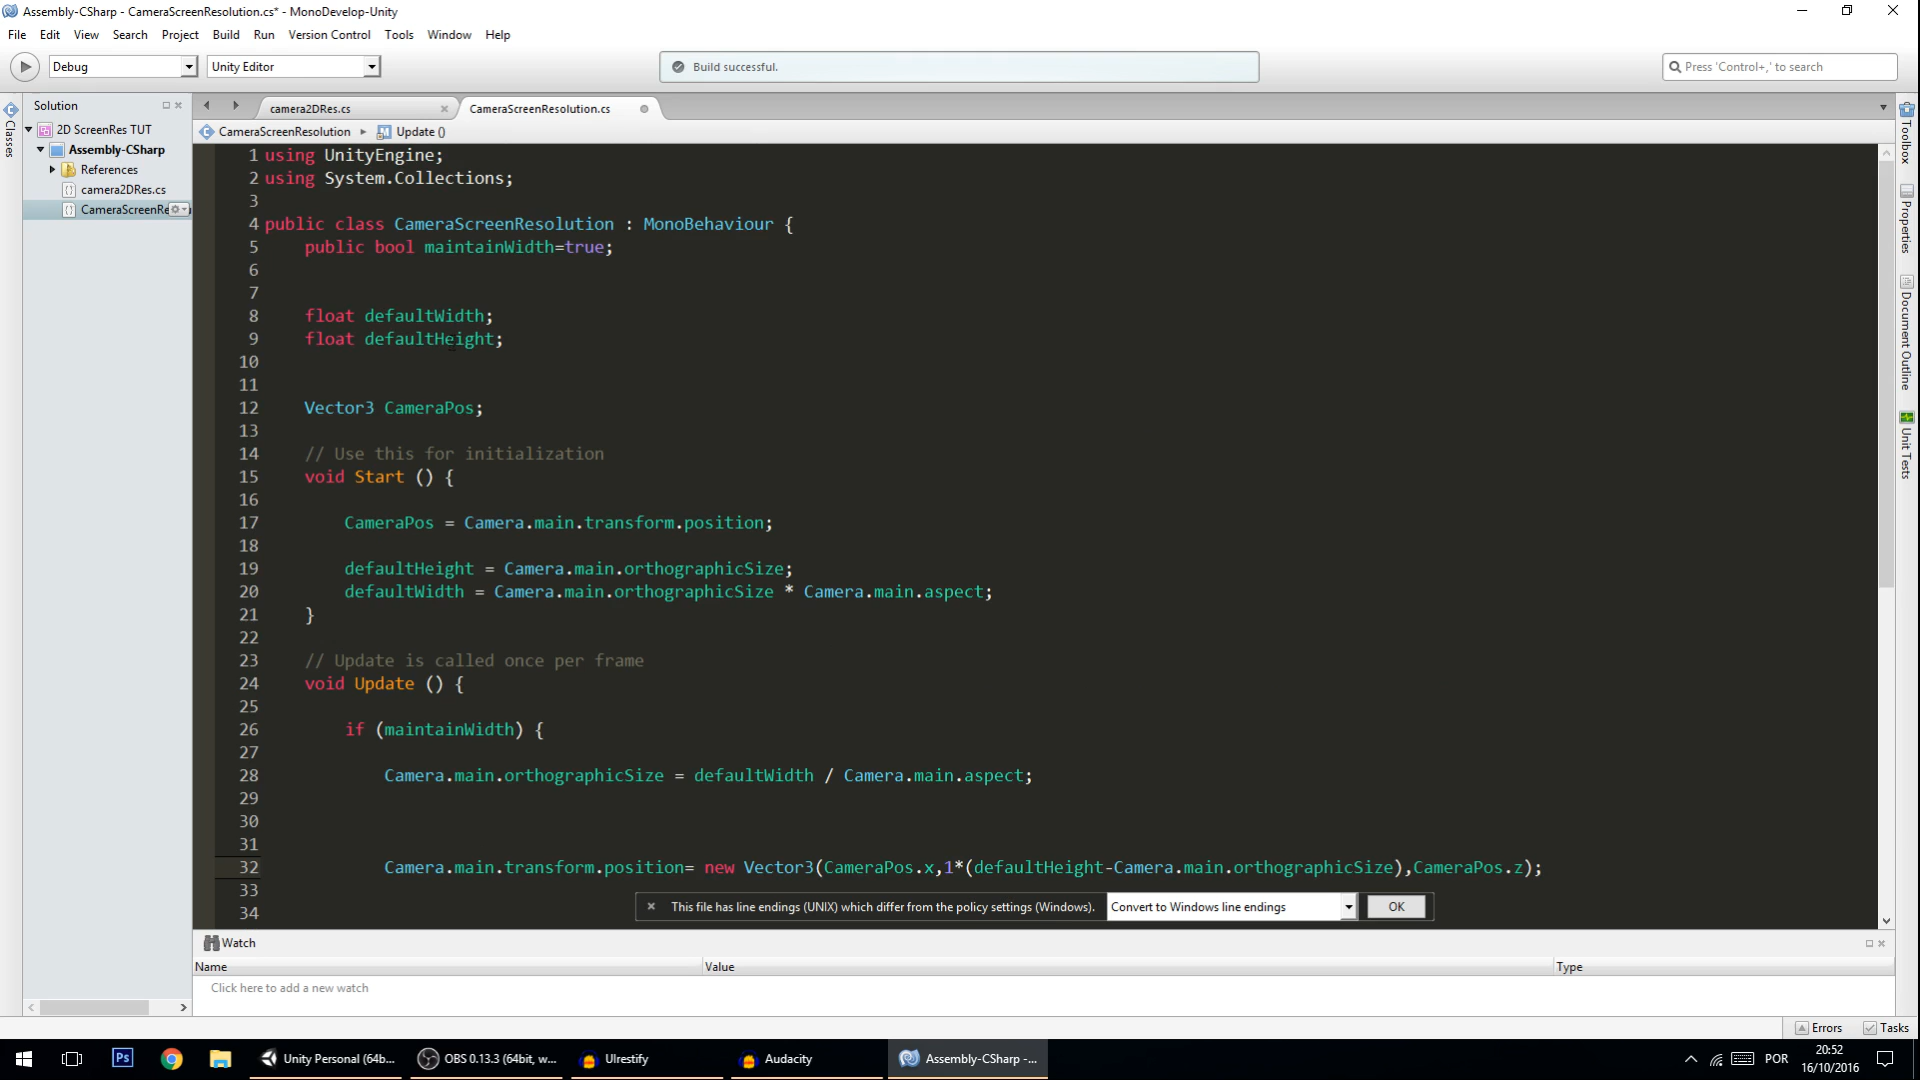 Assembly-CSharp - CameraScreenResolution.cs* - MonoDevelop-Unity
File Edit View Search Project Build Run Version Control Tools Window Help
Debug Unity Editor Build successful. Press 'Control+,' to search
Classes
Solution
2D ScreenRes TUT
Assembly-CSharp
References
camera2DRes.cs
CameraScreenRe
camera2DRes.cs CameraScreenResolution.cs
CameraScreenResolution Update ()
1 using UnityEngine;
2 using System.Collections;
3
4 public class CameraScreenResolution : MonoBehaviour {
5 public bool maintainWidth=true;
6
7
8 float defaultWidth;
9 float defaultHeight;
10
11
12 Vector3 CameraPos;
13
14 // Use this for initialization
15 void Start () {
16
17 CameraPos = Camera.main.transform.position;
18
19 defaultHeight = Camera.main.orthographicSize;
20 defaultWidth = Camera.main.orthographicSize * Camera.main.aspect;
21 }
22
23 // Update is called once per frame
24 void Update () {
25
26 if (maintainWidth) {
27
28 Camera.main.orthographicSize = defaultWidth / Camera.main.aspect;
29
30
31
32 Camera.main.transform.position= new Vector3(CameraPos.x,1*(defaultHeight-Camera.main.orthographicSize),CameraPos.z);
33
34
This file has line endings (UNIX) which differ from the policy settings (Windows). Convert to Windows line endings OK
Toolbox
Properties
Document Outline
Unit Tests
Watch
Name Value Type
Click here to add a new watch
Errors Tasks
Ps Unity Personal (64b... OBS 0.13.3 (64bit, w... Ulrestify Audacity Assembly-CSharp -... POR 20:52
16/10/2016